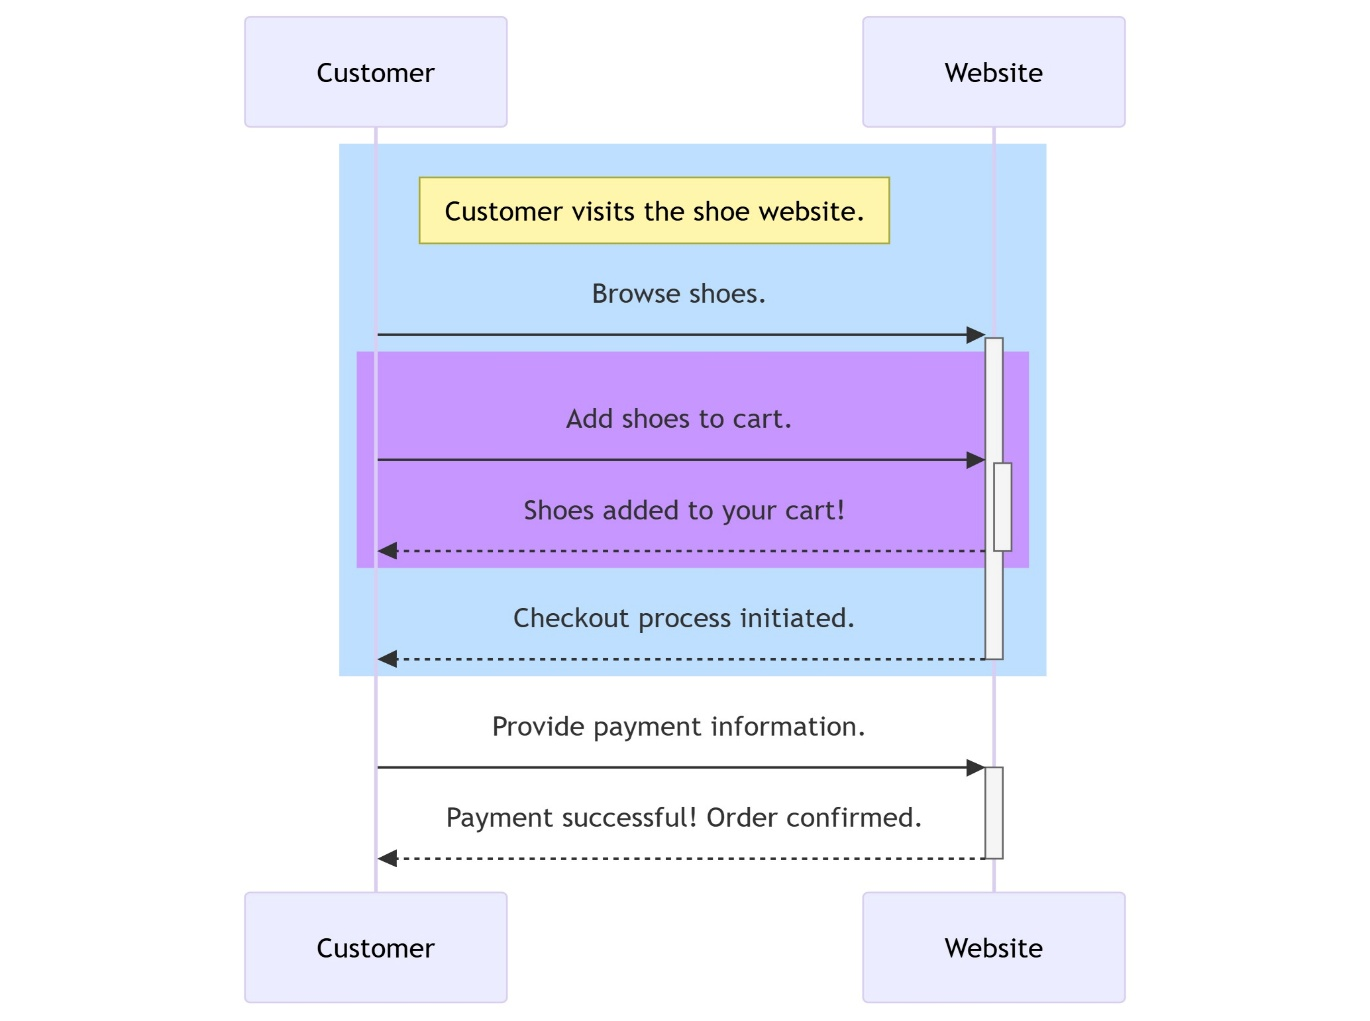 Customer
Website
Customer visits the shoe website.
Browse shoes.
Add shoes to cart.
Shoes added to your cart!
Checkout process initiated.
Provide payment information.
Payment successful! Order confirmed.
Customer
Website